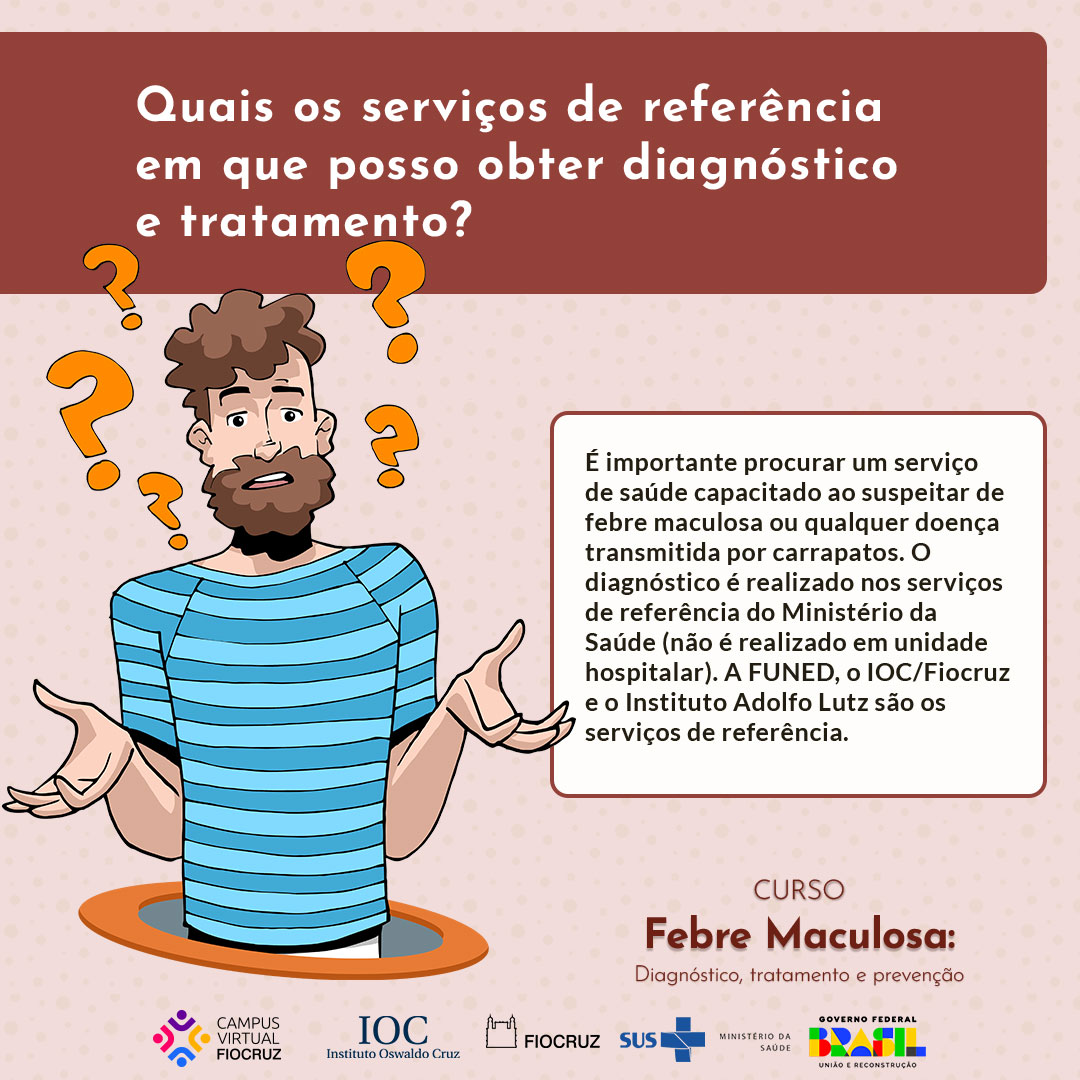 Quais os serviços de referência
em que posso obter diagnóstico
e tratamento?
? ? ? ? ?
É importante procurar um serviço
de saúde capacitado ao suspeitar de
febre maculosa ou qualquer doença
transmitida por carrapatos. O
diagnóstico é realizado nos serviços
de referência do Ministério da
Saúde (não é realizado em unidade
hospitalar). A FUNED, o IOC/Fiocruz
e o Instituto Adolfo Lutz são os
serviços de referência.
CURSO
Febre Maculosa:
Diagnóstico, tratamento e prevenção
CAMPUS
VIRTUAL
FIOCRUZ
IOC
Instituto Oswaldo Cruz
FIOCRUZ
SUS
MINISTÉRIO DA
SAÚDE
GOVERNO FEDERAL
BRASIL
UNIÃO E RECONSTRUÇÃO